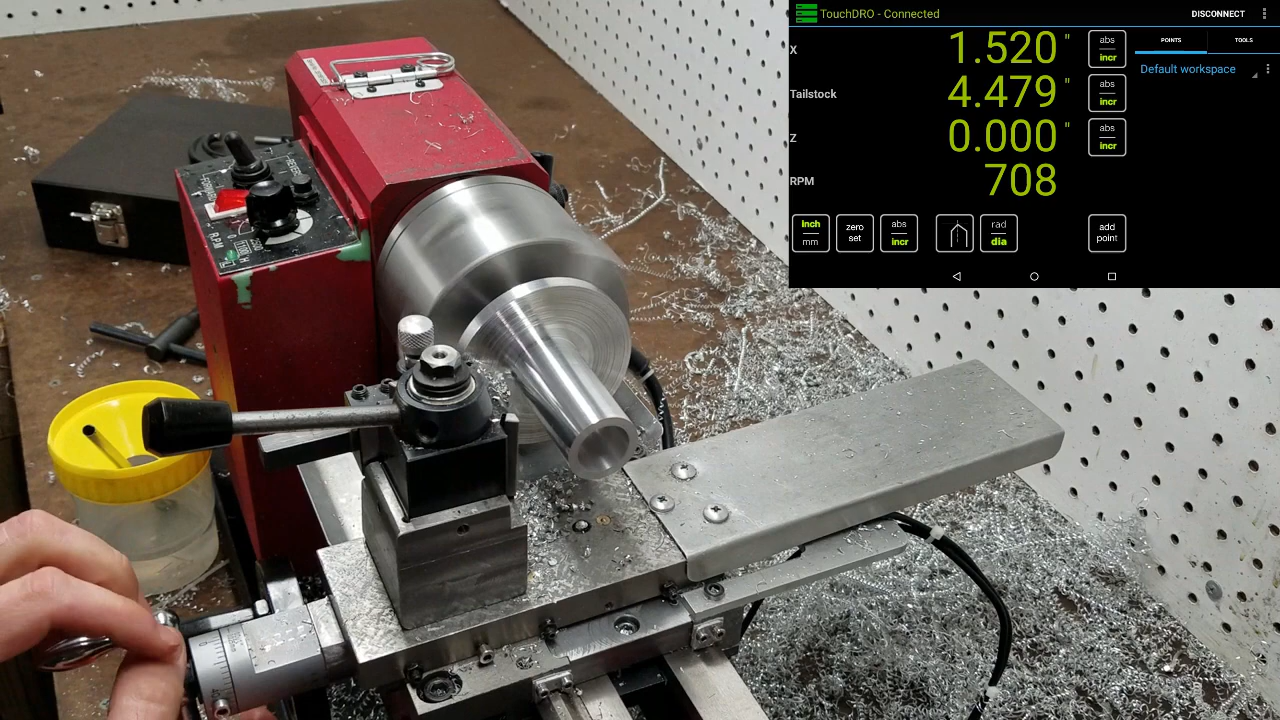 TouchDRO - Connected
DISCONNECT
X
1.520 "
abs
incr
POINTS
TOOLS
Default workspace
Tailstock
4.479 "
abs
incr
Z
0.000 "
abs
incr
RPM
708
inch
mm
zero
set
abs
incr
rad
dia
add
point